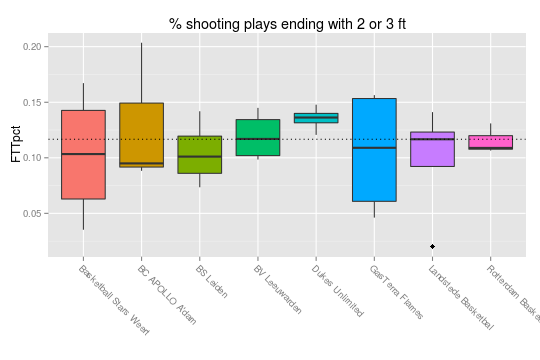 % shooting plays ending with 2 or 3 ft
FTTpct
0.20
0.15
0.10
0.05
Basketball Stars Weert
BC APOLLO A'dam
BS Leiden
BV Leeuwarden
Dukes Unlimited
GasTerra Flames
Landstede Basketbal
Rotterdam Baske